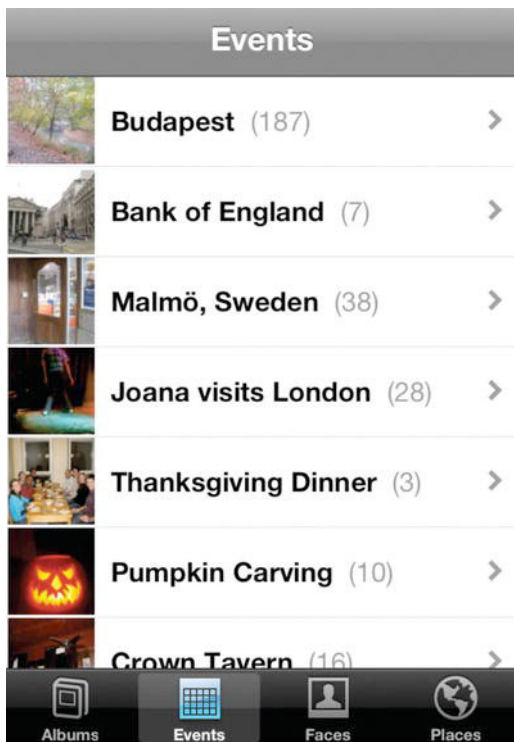 Events
Budapest (187)
Bank of England (7)
Malmö, Sweden (38)
Joana visits London (28)
Thanksgiving Dinner (3)
Pumpkin Carving (10)
Crown Tavern (16)
Albums Events Faces Places